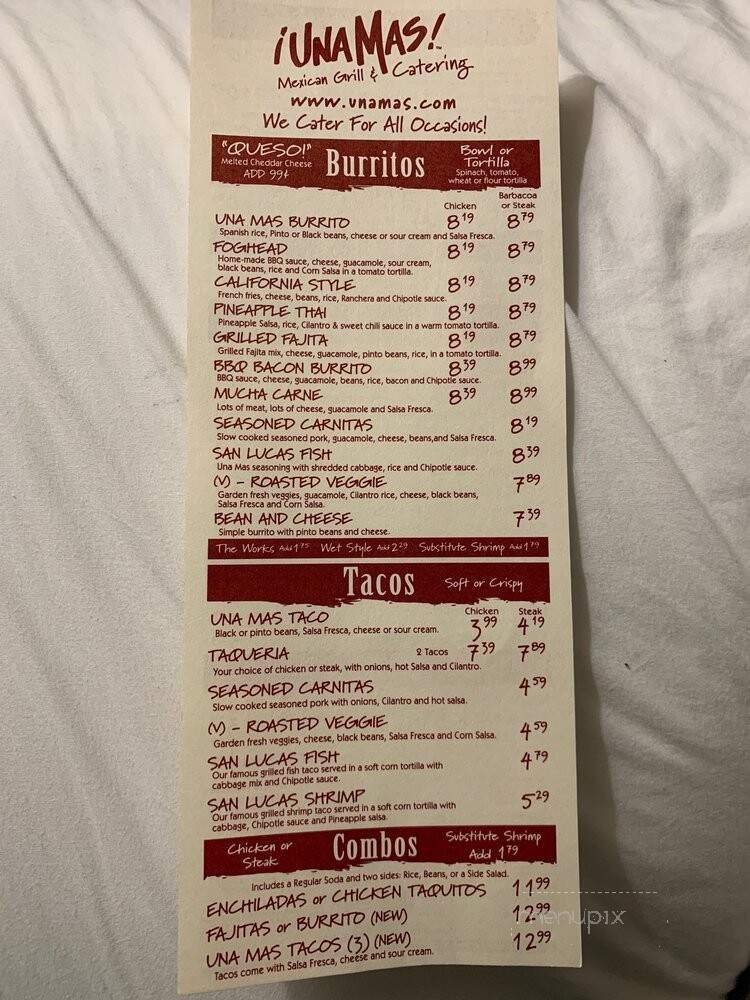 ¡UNA MAS!™
Mexican Grill & Catering
www.unamas.com
We Cater For All Occasions!
"QUESO!"
Melted Cheddar Cheese
ADD 99¢
Burritos
Bowl or
Tortilla
Spinach, tomato,
wheat or flour tortilla
Chicken
Barbacoa
or Steak
UNA MAS BURRITO 8 19 8 79
Spanish rice, Pinto or Black beans, cheese or sour cream and Salsa Fresca.
FOGHEAD 8 19 8 79
Home-made BBQ sauce, cheese, guacamole, sour cream,
black beans, rice and Corn Salsa in a tomato tortilla.
CALIFORNIA STYLE 8 19 8 79
French fries, cheese, beans, rice, Ranchera and Chipotle sauce.
PINEAPPLE THAI 8 19 8 79
Pineapple Salsa, rice, Cilantro & sweet chili sauce in a warm tomato tortilla.
GRILLED FAJITA 8 19 8 79
Grilled Fajita mix, cheese, guacamole, pinto beans, rice, in a tomato tortilla.
BBQ BACON BURRITO 8 39 8 99
BBQ sauce, cheese, guacamole, beans, rice, bacon and Chipotle sauce.
MUCHA CARNE 8 39 8 99
Lots of meat, lots of cheese, guacamole and Salsa Fresca.
SEASONED CARNITAS 8 19
Slow cooked seasoned pork, guacamole, cheese, beans,and Salsa Fresca.
SAN LUCAS FISH 8 39
Una Mas seasoning with shredded cabbage, rice and Chipotle sauce.
(V) - ROASTED VEGGIE 7 89
Garden fresh veggies, guacamole, Cilantro rice, cheese, black beans,
Salsa Fresca and Corn Salsa.
BEAN AND CHEESE 7 39
Simple burrito with pinto beans and cheese.
The Works Add 1 75 Wet Style Add 2 29 Substitute Shrimp Add 1 79
Tacos Soft or Crispy
Chicken Steak
UNA MAS TACO 3 99 4 19
Black or pinto beans, Salsa Fresca, cheese or sour cream.
TAQUERIA 2 Tacos 7 39 7 89
Your choice of chicken or steak, with onions, hot Salsa and Cilantro.
SEASONED CARNITAS 4 59
Slow cooked seasoned pork with onions, Cilantro and hot salsa.
(V) - ROASTED VEGGIE 4 59
Garden fresh veggies, cheese, black beans, Salsa Fresca and Corn Salsa.
SAN LUCAS FISH 4 79
Our famous grilled fish taco served in a soft corn tortilla with
cabbage mix and Chipotle sauce.
SAN LUCAS SHRIMP 5 29
Our famous grilled shrimp taco served in a soft corn tortilla with
cabbage, Chipotle sauce and Pineapple salsa.
Chicken or
Steak
Combos
Substitute Shrimp
Add 1 79
Includes a Regular Soda and two sides: Rice, Beans, or a Side Salad.
ENCHILADAS or CHICKEN TAQUITOS 11 99
FAJITAS or BURRITO (NEW) 12 99
menupix
UNA MAS TACOS (3) (NEW) 12 99
Tacos come with Salsa Fresca, cheese and sour cream.